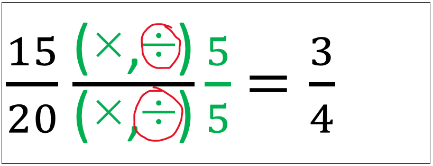 15/20 (×,÷)/(×,÷) 5/5 = 3/4